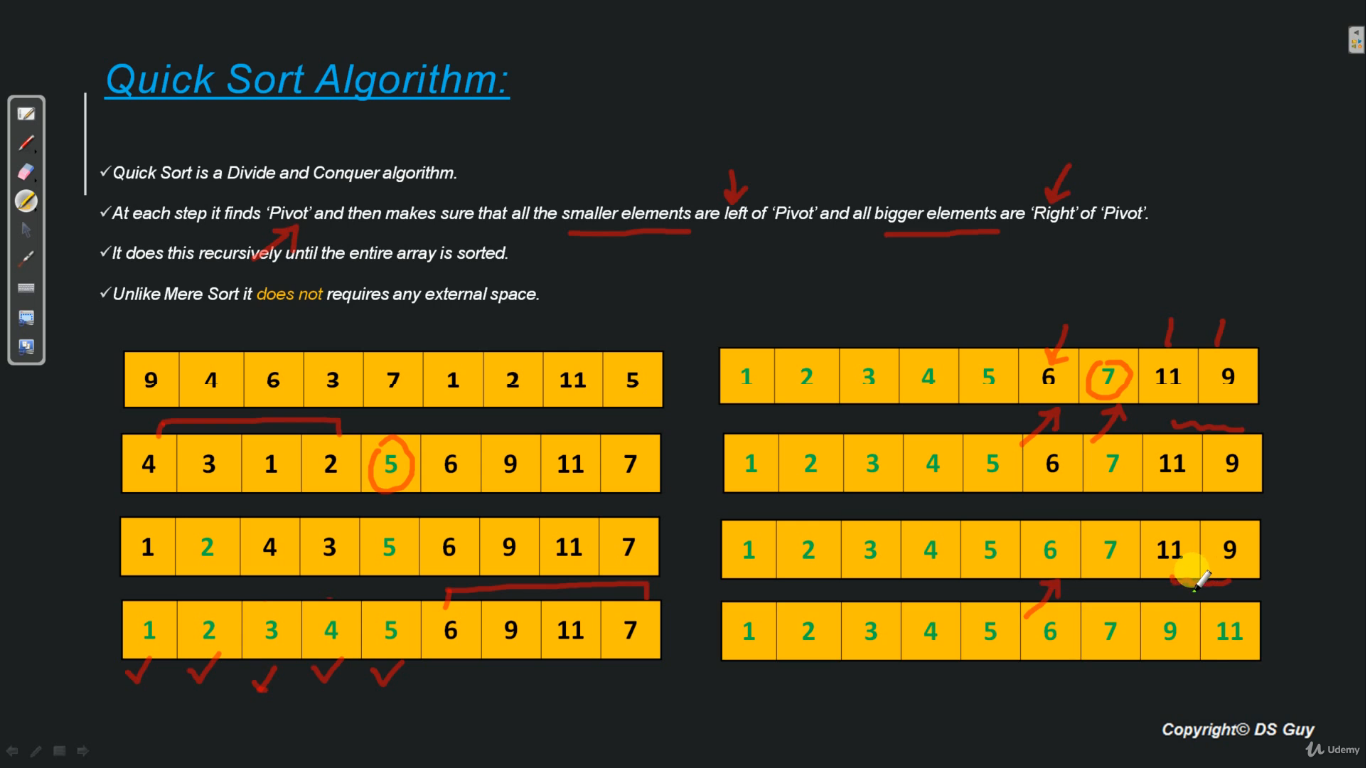 Quick Sort Algorithm:
✓Quick Sort is a Divide and Conquer algorithm.
✓At each step it finds ‘Pivot’ and then makes sure that all the smaller elements are left of ‘Pivot’ and all bigger elements are ‘Right’ of ‘Pivot’.
✓It does this recursively until the entire array is sorted.
✓Unlike Mere Sort it does not requires any external space.
9 4 6 3 7 1 2 11 5
4 3 1 2 5 6 9 11 7
1 2 4 3 5 6 9 11 7
1 2 3 4 5 6 9 11 7
1 2 3 4 5 6 7 11 9
1 2 3 4 5 6 7 11 9
1 2 3 4 5 6 7 11 9
1 2 3 4 5 6 7 9 11
Copyright© DS Guy
Udemy